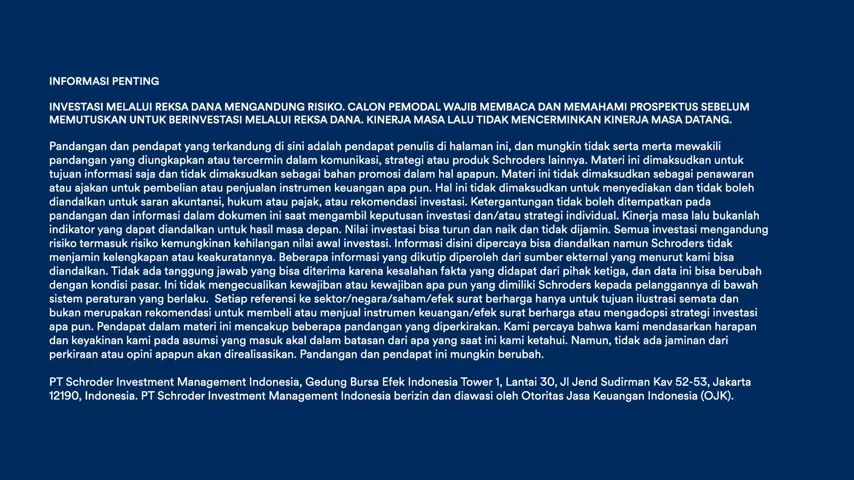 INFORMASI PENTING
INVESTASI MELALUI REKSA DANA MENGANDUNG RISIKO. CALON PEMODAL WAJIB MEMBACA DAN MEMAHAMI PROSPEKTUS SEBELUM
MEMUTUSKAN UNTUK BERINVESTASI MELALUI REKSA DANA. KINERJA MASA LALU TIDAK MENCERMINKAN KINERJA MASA DATANG.
Pandangan dan pendapat yang terkandung di sini adalah pendapat penulis di halaman ini, dan mungkin tidak serta merta mewakili
pandangan yang diungkapkan atau tercermin dalam komunikasi, strategi atau produk Schroders lainnya. Materi ini dimaksudkan untuk
tujuan informasi saja dan tidak dimaksudkan sebagai bahan promosi dalam hal apapun. Materi ini tidak dimaksudkan sebagai penawaran
atau ajakan untuk pembelian atau penjualan instrumen keuangan apa pun. Hal ini tidak dimaksudkan untuk menyediakan dan tidak boleh
diandalkan untuk saran akuntansi, hukum atau pajak, atau rekomendasi investasi. Ketergantungan tidak boleh ditempatkan pada
pandangan dan informasi dalam dokumen ini saat mengambil keputusan investasi dan/atau strategi individual. Kinerja masa lalu bukanlah
indikator yang dapat diandalkan untuk hasil masa depan. Nilai investasi bisa turun dan naik dan tidak dijamin. Semua investasi mengandung
risiko termasuk risiko kemungkinan kehilangan nilai awal investasi. Informasi disini dipercaya bisa diandalkan namun Schroders tidak
menjamin kelengkapan atau keakuratannya. Beberapa informasi yang dikutip diperoleh dari sumber ekternal yang menurut kami bisa
diandalkan. Tidak ada tanggung jawab yang bisa diterima karena kesalahan fakta yang didapat dari pihak ketiga, dan data ini bisa berubah
dengan kondisi pasar. Ini tidak mengecualikan kewajiban atau kewajiban apa pun yang dimiliki Schroders kepada pelanggannya di bawah
sistem peraturan yang berlaku. Setiap referensi ke sektor/negara/saham/efek surat berharga hanya untuk tujuan ilustrasi semata dan
bukan merupakan rekomendasi untuk membeli atau menjual instrumen keuangan/efek surat berharga atau mengadopsi strategi investasi
apa pun. Pendapat dalam materi ini mencakup beberapa pandangan yang diperkirakan. Kami percaya bahwa kami mendasarkan harapan
dan keyakinan kami pada asumsi yang masuk akal dalam batasan dari apa yang saat ini kami ketahui. Namun, tidak ada jaminan dari
perkiraan atau opini apapun akan direalisasikan. Pandangan dan pendapat ini mungkin berubah.
PT Schroder Investment Management Indonesia, Gedung Bursa Efek Indonesia Tower 1, Lantai 30, Jl Jend Sudirman Kav 52-53, Jakarta
12190, Indonesia. PT Schroder Investment Management Indonesia berizin dan diawasi oleh Otoritas Jasa Keuangan Indonesia (OJK).